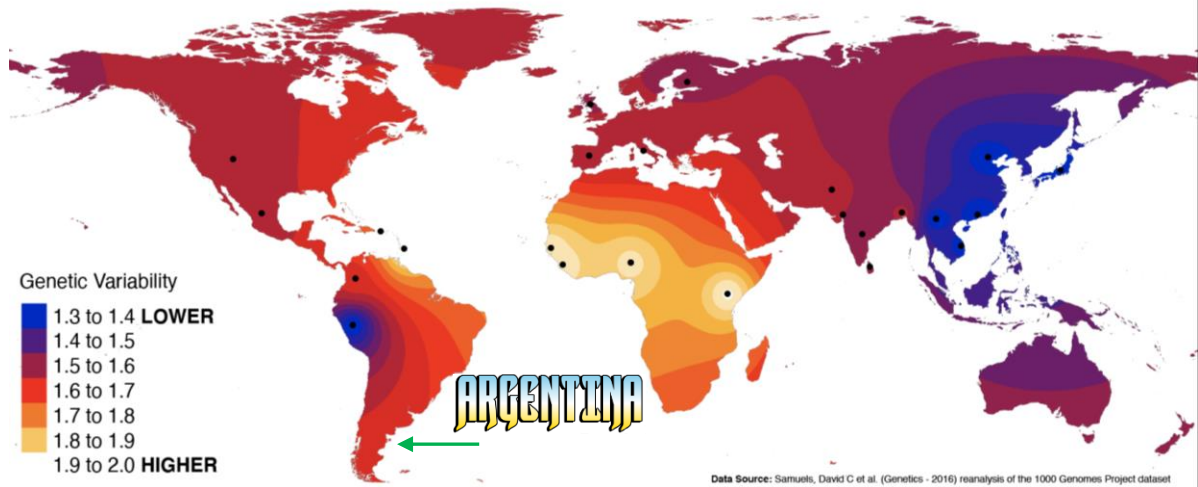 ARGENTINA
Genetic Variability
1.3 to 1.4 LOWER
1.4 to 1.5
1.5 to 1.6
1.6 to 1.7
1.7 to 1.8
1.8 to 1.9
1.9 to 2.0 HIGHER
Data Source: Samuels, David C et al. (Genetics - 2016) reanalysis of the 1000 Genomes Project dataset